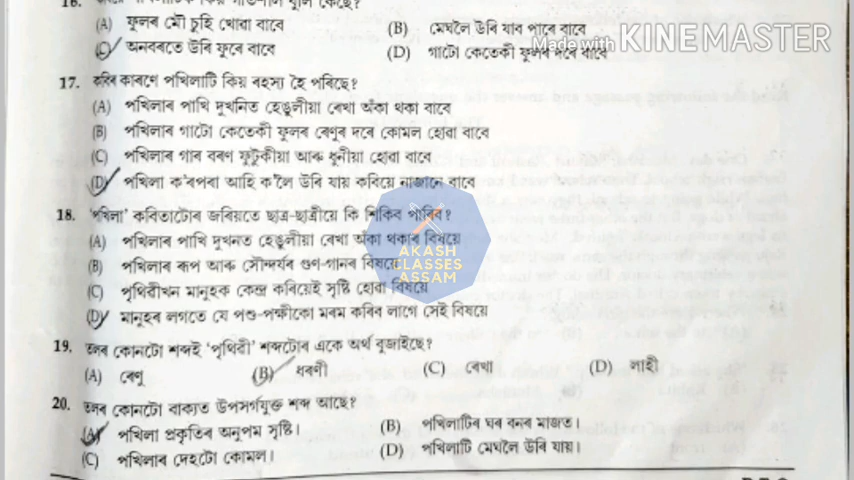 16.
(A) ফুলৰ মৌ চুহি খোৱা বাবে (B) মেঘলৈ উৰি যাব পাৰে বাবে
(C) অনবৰতে উৰি ফুৰে বাবে (D) গাটো কেতেকী ফুলৰ দৰে বাবে
Made with KINEMASTER
17. কবিৰ কাৰণে পখিলাটি কিয় ৰহস্য হৈ পৰিছে?
(A) পখিলাৰ পাখি দুখনিত হেঙুলীয়া ৰেখা অঁকা থকা বাবে
(B) পখিলাৰ গাটো কেতেকী ফুলৰ ৰেণুৰ দৰে কোমল হোৱা বাবে
(C) পখিলাৰ গাৰ বৰণ ফুটুকীয়া আৰু ধুনীয়া হোৱা বাবে
(D) পখিলা ক'ৰপৰা আহি ক'লৈ উৰি যায় কবিয়ে নাজানে বাবে
18. 'পখিলা' কবিতাটোৰ জৰিয়তে ছাত্ৰ-ছাত্ৰীয়ে কি শিকিব পাৰিব?
(A) পখিলাৰ পাখি দুখনত হেঙুলীয়া ৰেখা অঁকা থকাৰ বিষয়ে
(B) পখিলাৰ ৰূপ আৰু সৌন্দৰ্যৰ গুণ-গানৰ বিষয়ে
(C) পৃথিৱীখন মানুহক কেন্দ্ৰ কৰিয়েই সৃষ্টি হোৱা বিষয়ে
(D) মানুহৰ লগতে যে পশু-পক্ষীকো মৰম কৰিব লাগে সেই বিষয়ে
AKASH
CLASSES
ASSAM
19. তলৰ কোনটো শব্দই 'পৃথিৱী' শব্দটোৰ একে অৰ্থ বুজাইছে?
(A) ৰেণু (B) ধৰণী (C) ৰেখা (D) লাহী
20. তলৰ কোনটো বাক্যত উপসৰ্গযুক্ত শব্দ আছে?
(A) পখিলা প্ৰকৃতিৰ অনুপম সৃষ্টি। (B) পখিলাটিৰ ঘৰ বনৰ মাজত।
(C) পখিলাৰ দেহটো কোমল। (D) পখিলাটি মেঘলৈ উৰি যায়।